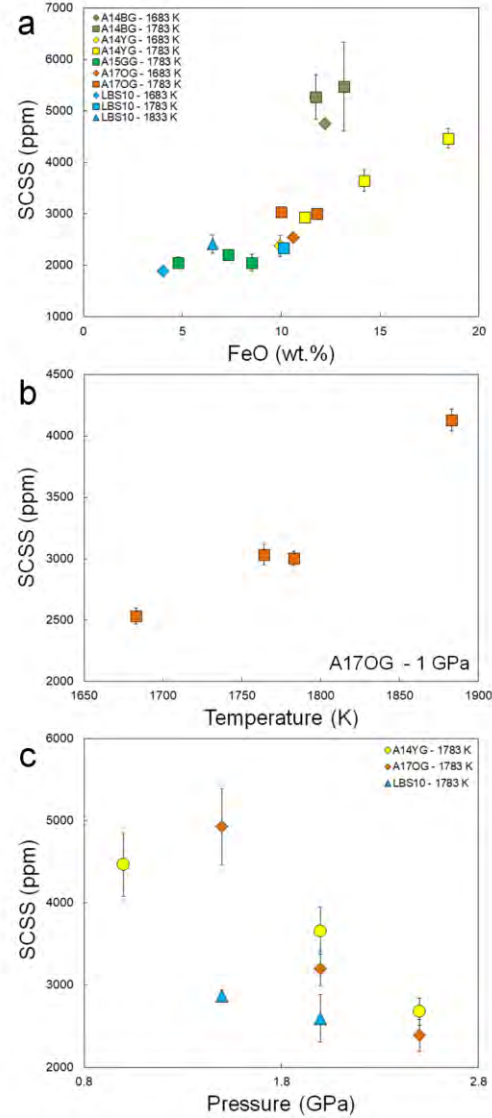 a
7000
6000
5000
4000
3000
2000
1000
SCSS (ppm)
A14BG - 1683 K
A14BG - 1783 K
A14YG - 1683 K
A14YG - 1783 K
A15GG - 1783 K
A17OG - 1683 K
A17OG - 1783 K
LBS10 - 1683 K
LBS10 - 1783 K
LBS10 - 1833 K
0 5 10 15 20
FeO (wt.%)
b
4500
4000
3500
3000
2500
2000
SCSS (ppm)
A17OG - 1 GPa
1650 1700 1750 1800 1850 1900
Temperature (K)
c
6000
5000
4000
3000
2000
SCSS (ppm)
A14YG - 1783 K
A17OG - 1783 K
LBS10 - 1783 K
0.8 1.8 2.8
Pressure (GPa)